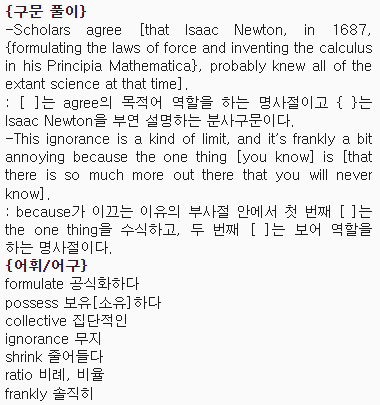 {구문 풀이}
-Scholars agree [that Isaac Newton, in 1687,
{formulating the laws of force and inventing the calculus
in his Principia Mathematica}, probably knew all of the
extant science at that time].
: [ ]는 agree의 목적어 역할을 하는 명사절이고 { }는
Isaac Newton을 부연 설명하는 분사구문이다.
-This ignorance is a kind of limit, and it's frankly a bit
annoying because the one thing [you know] is [that
there is so much more out there that you will never
know].
: because가 이끄는 이유의 부사절 안에서 첫 번째 [ ]는
the one thing을 수식하고, 두 번째 [ ]는 보어 역할을
하는 명사절이다.
{어휘/어구}
formulate 공식화하다
possess 보유[소유]하다
collective 집단적인
ignorance 무지
shrink 줄어들다
ratio 비례, 비율
frankly 솔직히